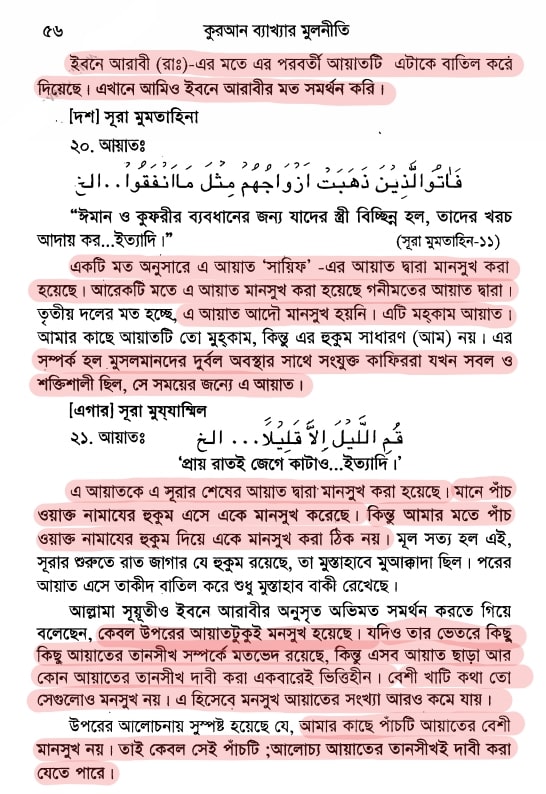 ৫৬ কুরআন ব্যাখ্যার মুলনীতি
ইবনে আরাবী (রাঃ)-এর মতে এর পরবর্তী আয়াতটি এটাকে বাতিল করে
দিয়েছে। এখানে আমিও ইবনে আরাবীর মত সমর্থন করি।
[দশ] সূরা মুমতাহিনা
২০. আয়াতঃ
فَاٰتُوا الَّذِيْنَ ذَهَبَتْ اَزْوَاجُهُمْ مِثْلَ مَا اَنْفَقُوْا..الخ
“ঈমান ও কুফরীর ব্যবধানের জন্য যাদের স্ত্রী বিচ্ছিন্ন হল, তাদের খরচ
আদায় কর...ইত্যাদি।”
(সূরা মুমতাহিন-১১)
একটি মত অনুসারে এ আয়াত ‘সায়িফ’ -এর আয়াত দ্বারা মানসুখ করা
হয়েছে। আরেকটি মতে এ আয়াত মানসুখ করা হয়েছে গনীমতের আয়াত দ্বারা।
তৃতীয় দলের মত হচ্ছে, এ আয়াত আদৌ মানসুখ হয়নি। এটি মহ্কাম আয়াত।
আমার কাছে আয়াতটি তো মুহ্কাম, কিন্তু এর হুকুম সাধারণ (আম) নয়। এর
সম্পর্ক হল মুসলমানদের দুর্বল অবস্থার সাথে সংযুক্ত কাফিররা যখন সবল ও
শক্তিশালী ছিল, সে সময়ের জন্যে এ আয়াত।
[এগার] সূরা মুয্যাম্মিল
২১. আয়াতঃ قُمِ اللَّيْلَ اِلَّا قَلِيْلًا... الخ
‘প্রায় রাতই জেগে কাটাও...ইত্যাদি।’
এ আয়াতকে এ সূরার শেষের আয়াত দ্বারা মানসুখ করা হয়েছে। মানে পাঁচ
ওয়াক্ত নামাযের হুকুম এসে একে মানসুখ করেছে। কিন্তু আমার মতে পাঁচ
ওয়াক্ত নামাযের হুকুম দিয়ে একে মানসুখ করা ঠিক নয়। মূল সত্য হল এই,
সূরার শুরুতে রাত জাগার যে হুকুম রয়েছে, তা মুস্তাহাবে মুআক্কাদা ছিল। পরের
আয়াত এসে তাকীদ বাতিল করে শুধু মুস্তাহাব বাকী রেখেছে।
আল্লামা সূয়ূতীও ইবনে আরাবীর অনুসৃত অভিমত সমর্থন করতে গিয়ে
বলেছেন, কেবল উপরের আয়াতটুকুই মনসুখ হয়েছে। যদিও তার ভেতরে কিছু
কিছু আয়াতের তানসীখ সম্পর্কে মতভেদ রয়েছে, কিন্তু এসব আয়াত ছাড়া আর
কোন আয়াতের তানসীখ দাবী করা একবারেই ভিত্তিহীন। বেশী খাটি কথা তো
সেগুলোও মনসুখ নয়। এ হিসেবে মনসুখ আয়াতের সংখ্যা আরও কমে যায়।
উপরের আলোচনায় সুস্পষ্ট হয়েছে যে, আমার কাছে পাঁচটি আয়াতের বেশী
মানসুখ নয়। তাই কেবল সেই পাঁচটি ;আলোচ্য আয়াতের তানসীখই দাবী করা
যেতে পারে।